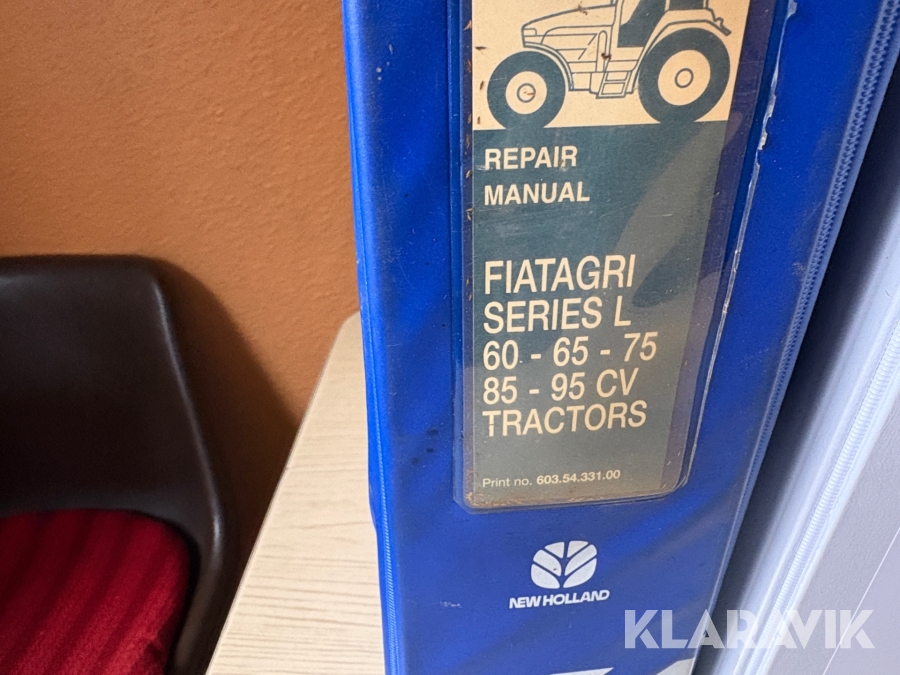 REPAIR
MANUAL
FIATAGRI
SERIES L
60 - 65 - 75
85 - 95 CV
TRACTORS
Print no. 603.54.331.00
NEW HOLLAND
KLARAVIK